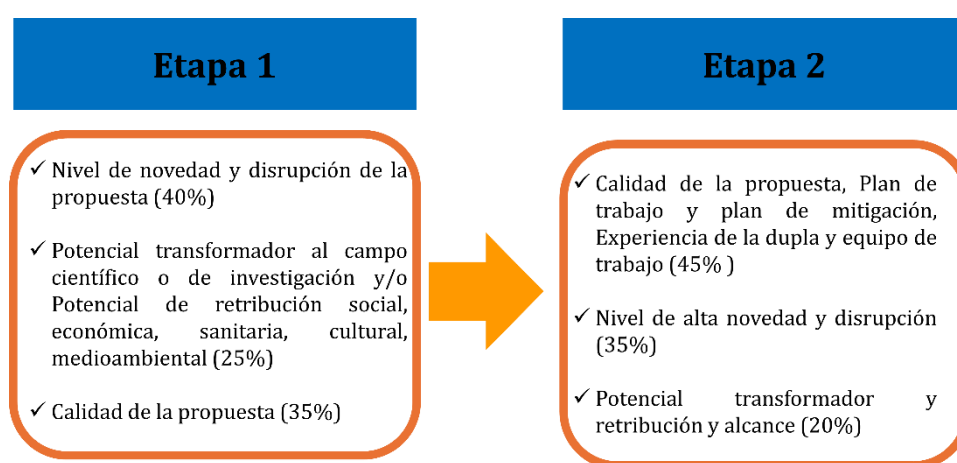 Etapa 1
✓ Nivel de novedad y disrupción de la
propuesta (40%)
✓ Potencial transformador al campo
científico o de investigación y/o
Potencial de retribución social,
económica, sanitaria, cultural,
medioambiental (25%)
✓ Calidad de la propuesta (35%)
Etapa 2
✓ Calidad de la propuesta, Plan de
trabajo y plan de mitigación,
Experiencia de la dupla y equipo de
trabajo (45% )
✓ Nivel de alta novedad y disrupción
(35%)
✓ Potencial transformador y
retribución y alcance (20%)